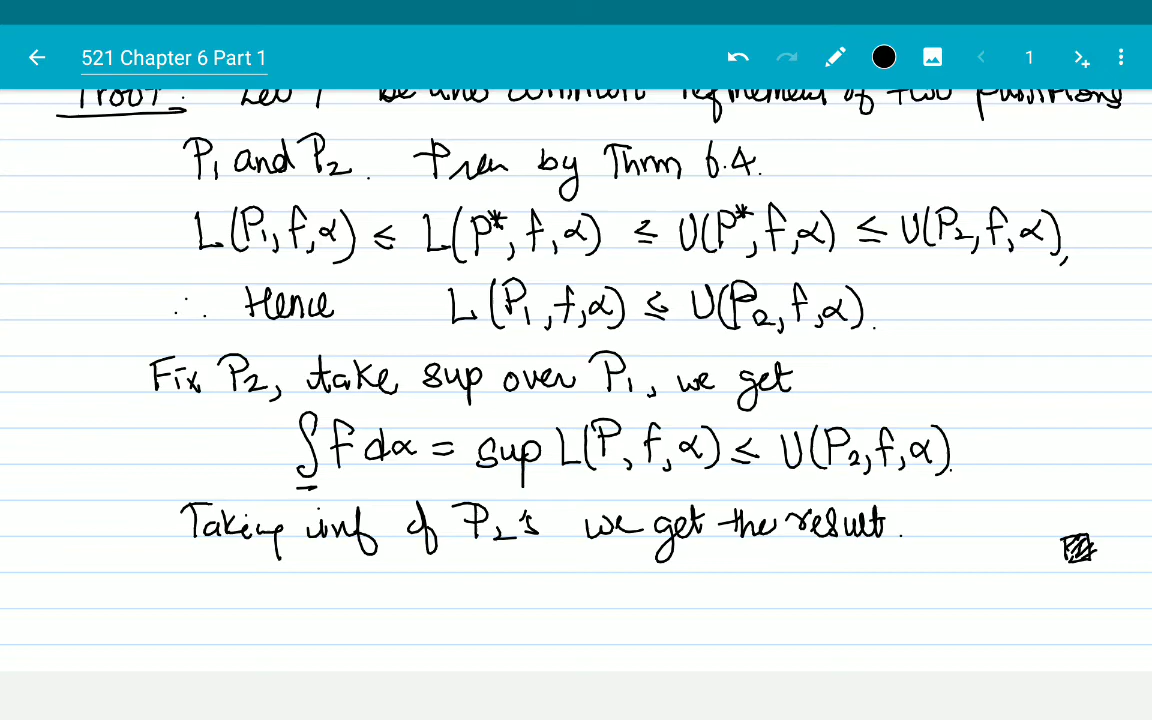 521 Chapter 6 Part 1
1
Proof: Let P be the common refinement of two partitions
P₁ and P₂. Then by Thm 6.4.
L(P₁,f,α) ≤ L(P*,f,α) ≤ U(P*,f,α) ≤ U(P₂,f,α),
∴ Hence L(P₁,f,α) ≤ U(P₂,f,α).
Fix P₂, take sup over P₁, we get
∫ f dα = sup L(P,f,α) ≤ U(P₂,f,α).
Taking inf of P₂'s we get the result.